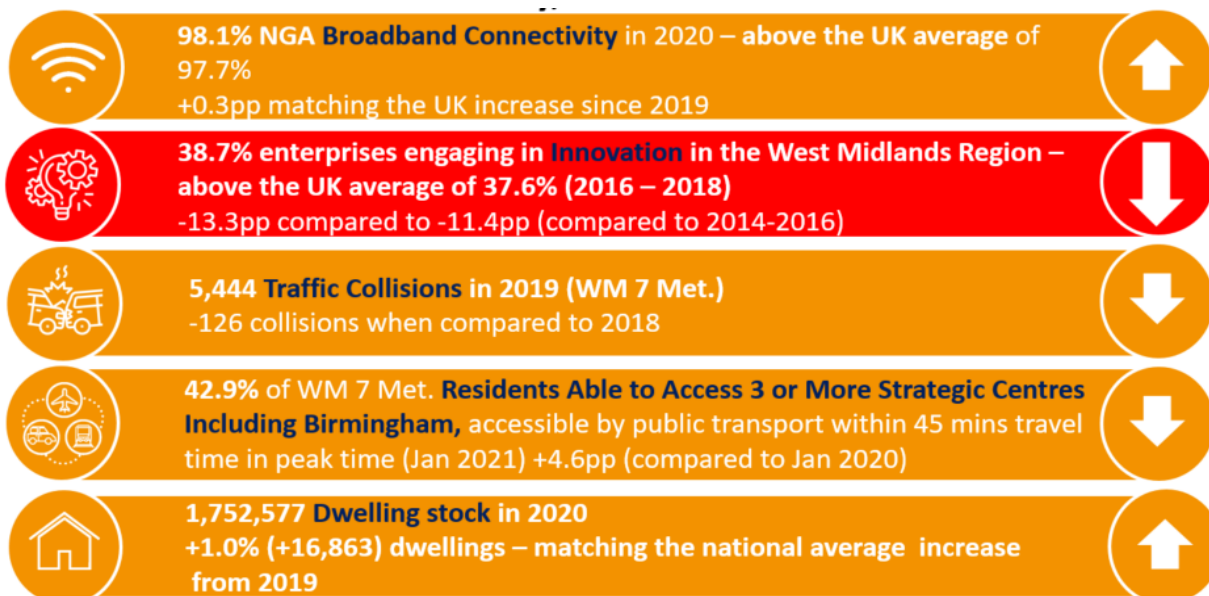 98.1% NGA Broadband Connectivity in 2020 – above the UK average of
97.7%
+0.3pp matching the UK increase since 2019
38.7% enterprises engaging in Innovation in the West Midlands Region –
above the UK average of 37.6% (2016 – 2018)
-13.3pp compared to -11.4pp (compared to 2014-2016)
5,444 Traffic Collisions in 2019 (WM 7 Met.)
-126 collisions when compared to 2018
42.9% of WM 7 Met. Residents Able to Access 3 or More Strategic Centres
Including Birmingham, accessible by public transport within 45 mins travel
time in peak time (Jan 2021) +4.6pp (compared to Jan 2020)
1,752,577 Dwelling stock in 2020
+1.0% (+16,863) dwellings – matching the national average increase
from 2019